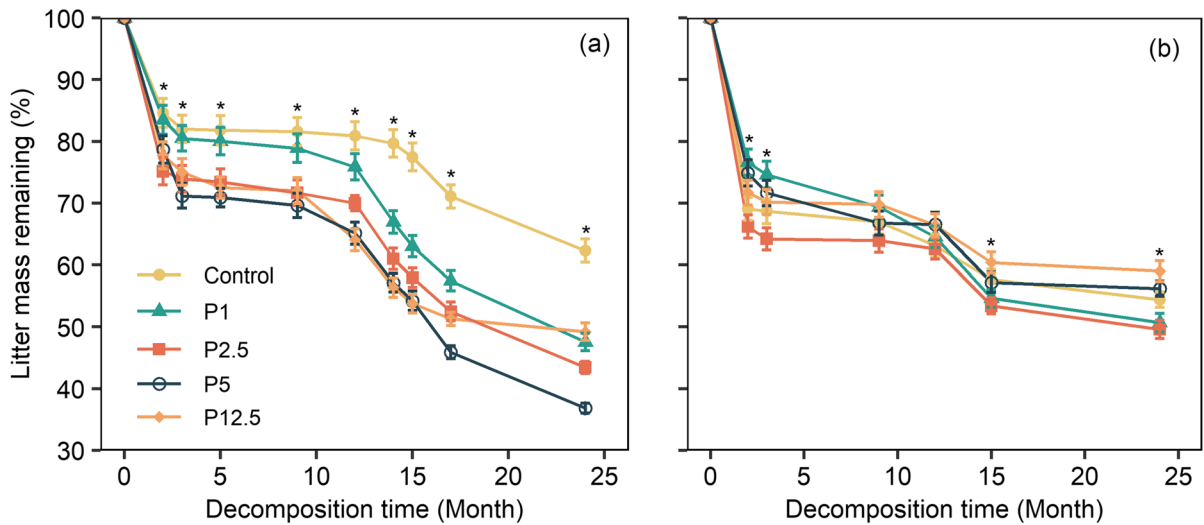 (a)
(b)
Litter mass remaining (%)
100
90
80
70
60
50
40
30
* * * * * * * * *
* * * *
Control
P1
P2.5
P5
P12.5
0 5 10 15 20 25
0 5 10 15 20 25
Decomposition time (Month)
Decomposition time (Month)